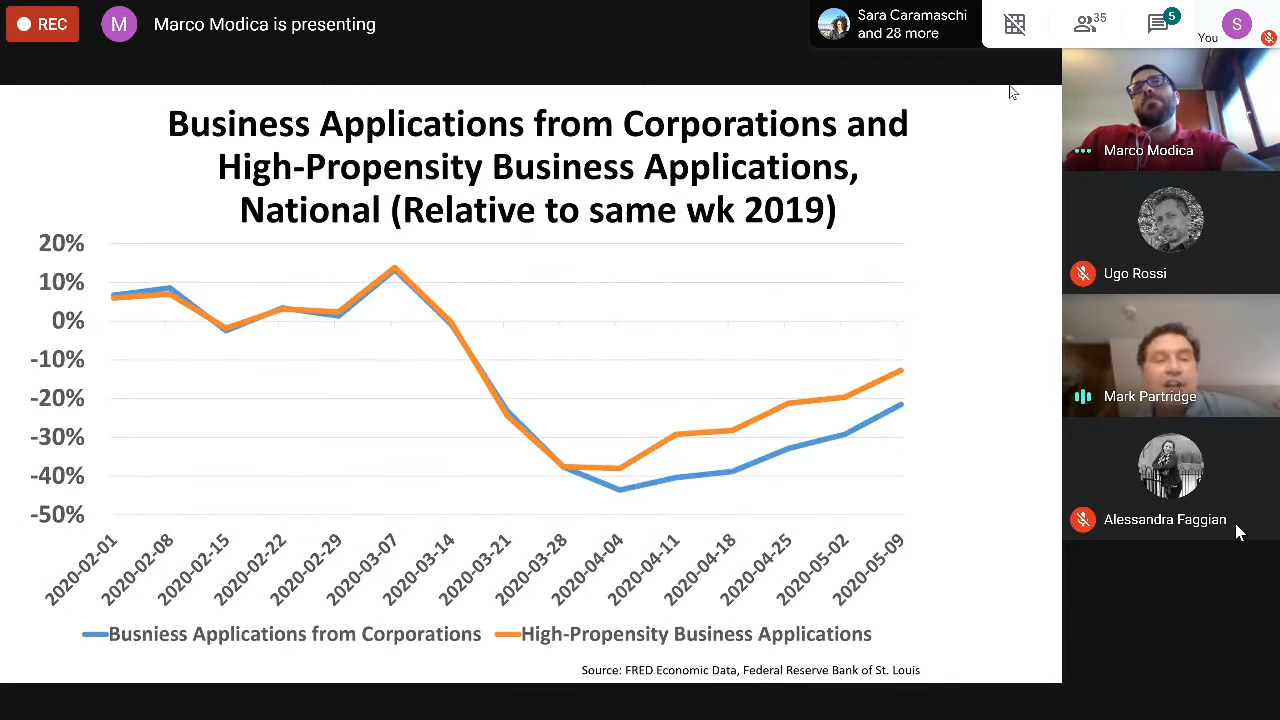 REC
M
Marco Modica is presenting
Sara Caramaschi
and 28 more
35
5
You
S
Business Applications from Corporations and
High-Propensity Business Applications,
National (Relative to same wk 2019)
20%
10%
0%
-10%
-20%
-30%
-40%
-50%
2020-02-01
2020-02-08
2020-02-15
2020-02-22
2020-02-29
2020-03-07
2020-03-14
2020-03-21
2020-03-28
2020-04-04
2020-04-11
2020-04-18
2020-04-25
2020-05-02
2020-05-09
Busniess Applications from Corporations
High-Propensity Business Applications
Source: FRED Economic Data, Federal Reserve Bank of St. Louis
Marco Modica
Ugo Rossi
Mark Partridge
Alessandra Faggian